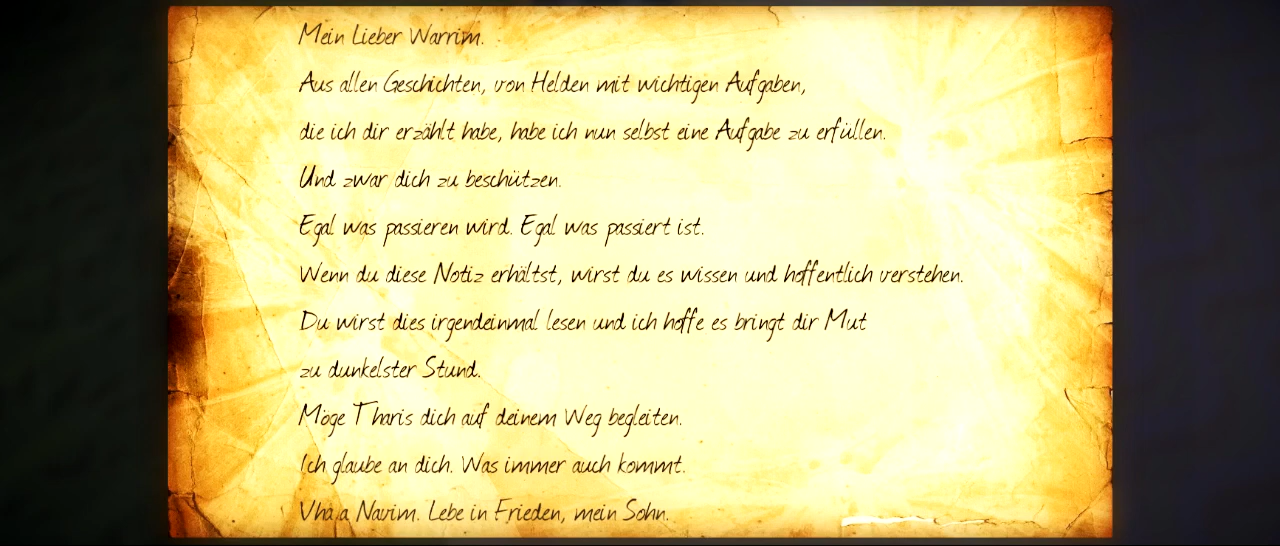 Mein Lieber Warrim.
Aus allen Geschichten, von Helden mit wichtigen Aufgaben,
die ich dir erzählt habe, habe ich nun selbst eine Aufgabe zu erfüllen.
Und zwar dich zu beschützen.
Egal was passieren wird. Egal was passiert ist.
Wenn du diese Notiz erhältst, wirst du es wissen und hoffentlich verstehen.
Du wirst dies irgendeinmal lesen und ich hoffe es bringt dir Mut
zu dunkelster Stund.
Möge Tharis dich auf deinem Weg begleiten.
Ich glaube an dich. Was immer auch kommt.
Navim. Lebe in Frieden, mein Sohn.